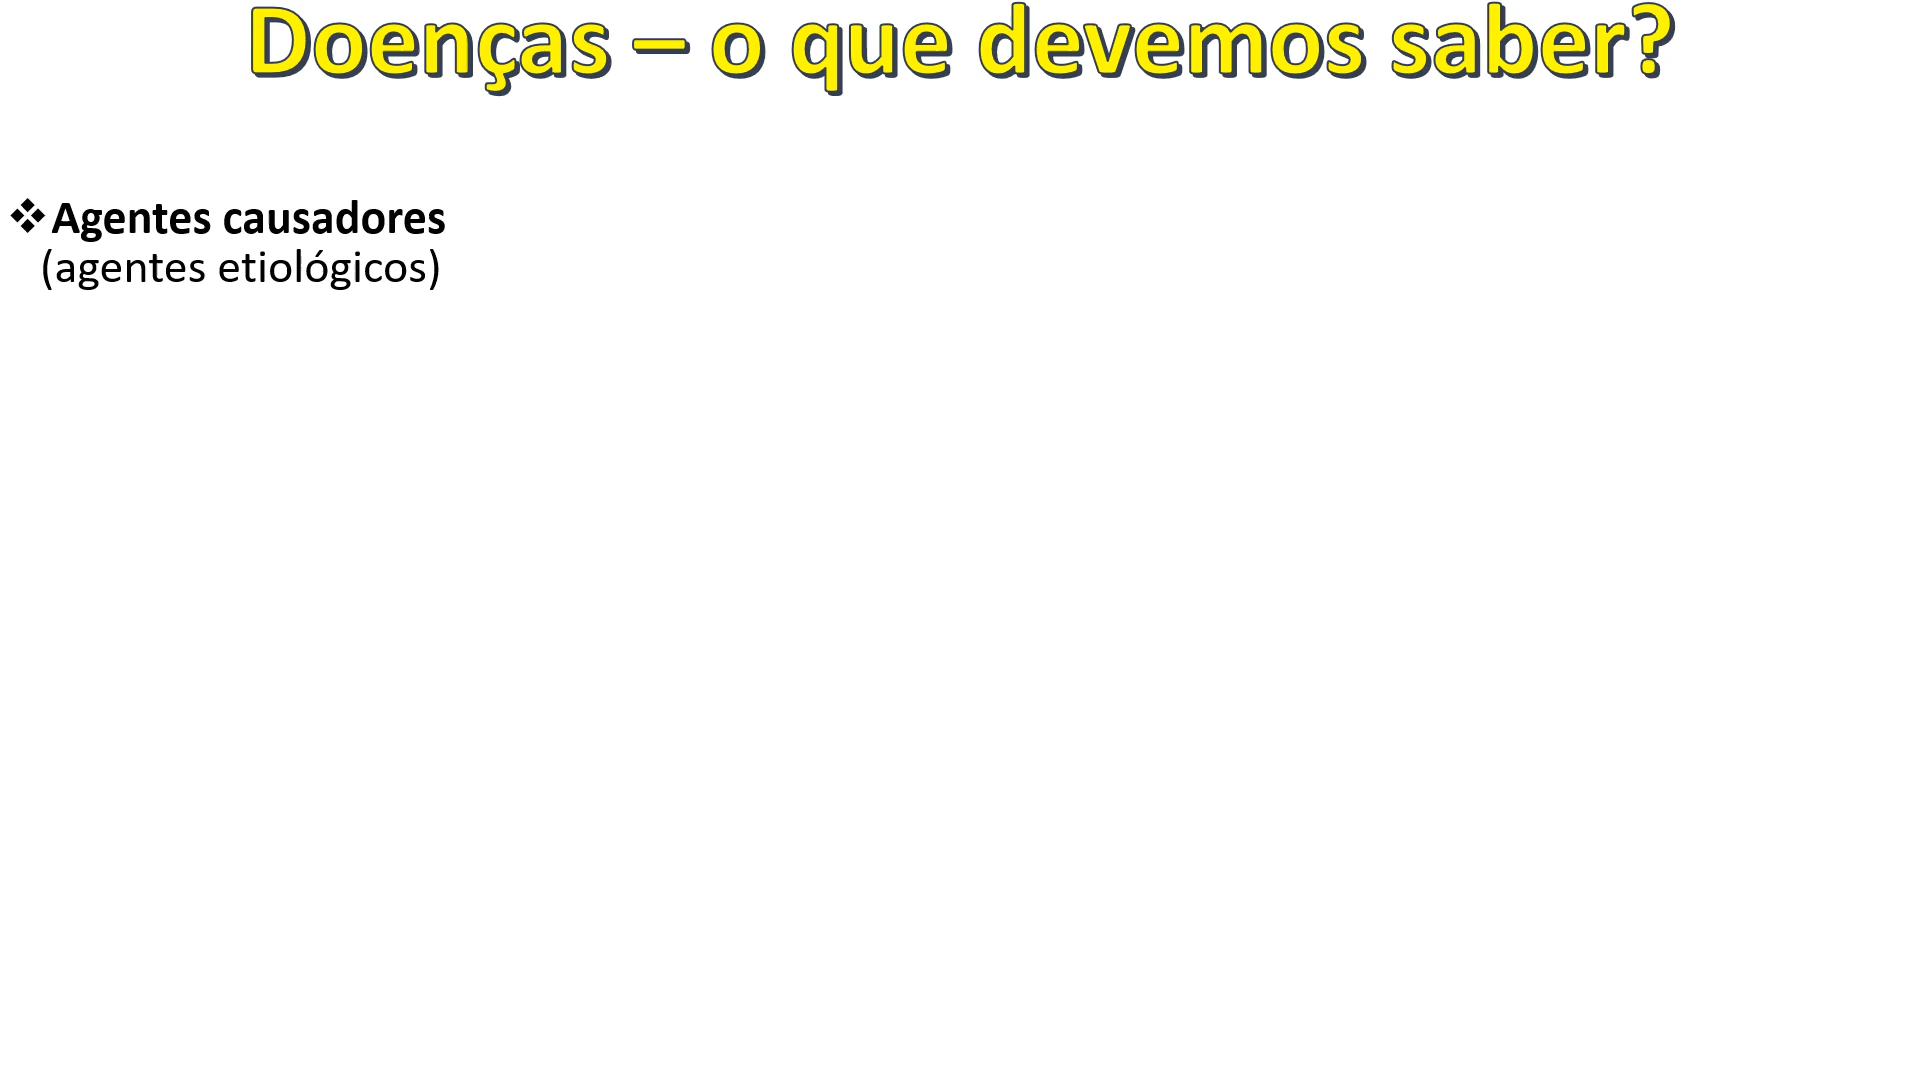 Doenças – o que devemos saber?
❖Agentes causadores
(agentes etiológicos)